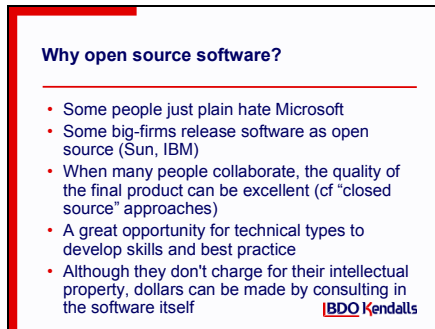 Why open source software?
• Some people just plain hate Microsoft
• Some big-firms release software as open
source (Sun, IBM)
• When many people collaborate, the quality of
the final product can be excellent (cf “closed
source” approaches)
• A great opportunity for technical types to
develop skills and best practice
• Although they don't charge for their intellectual
property, dollars can be made by consulting in
the software itself
BDO Kendalls